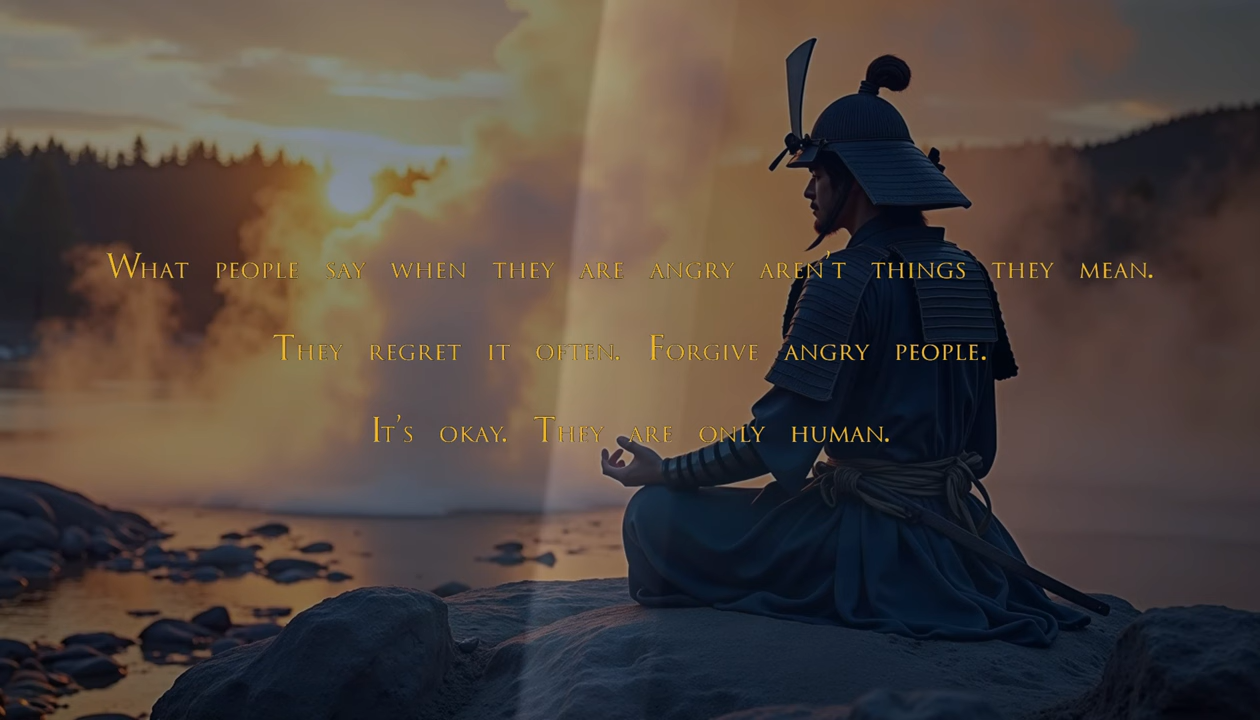 What people say when they are angry aren't things they mean.
They regret it often. Forgive angry people.
It's okay. They are only human.